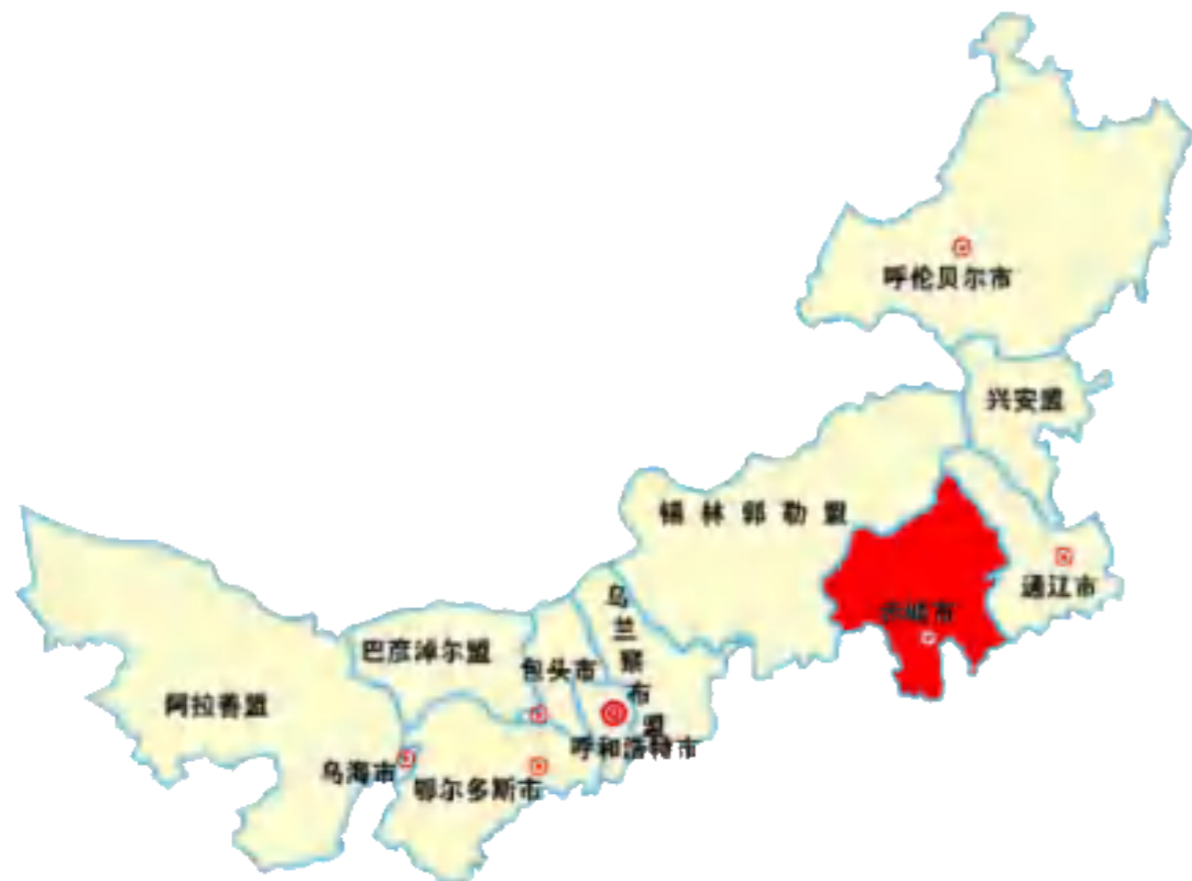 呼伦贝尔市
兴安盟
锡林郭勒盟
通辽市
赤峰市
乌兰察布盟
巴彦淖尔盟
包头市
阿拉善盟
呼和浩特市
乌海市
鄂尔多斯市